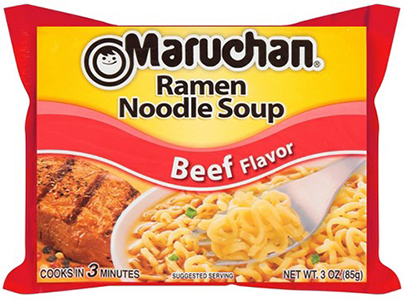 Maruchan®
Ramen
Noodle Soup
Beef Flavor
COOKS IN 3 MINUTES
SUGGESTED SERVING
NET WT. 3 OZ (85g)